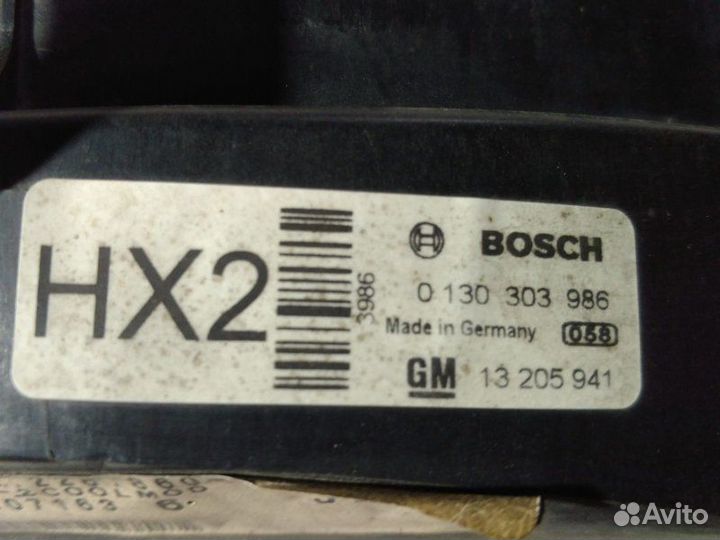 HX2
3986
BOSCH
0 130 303 986
Made in Germany 058
GM 13 205 941
Avito